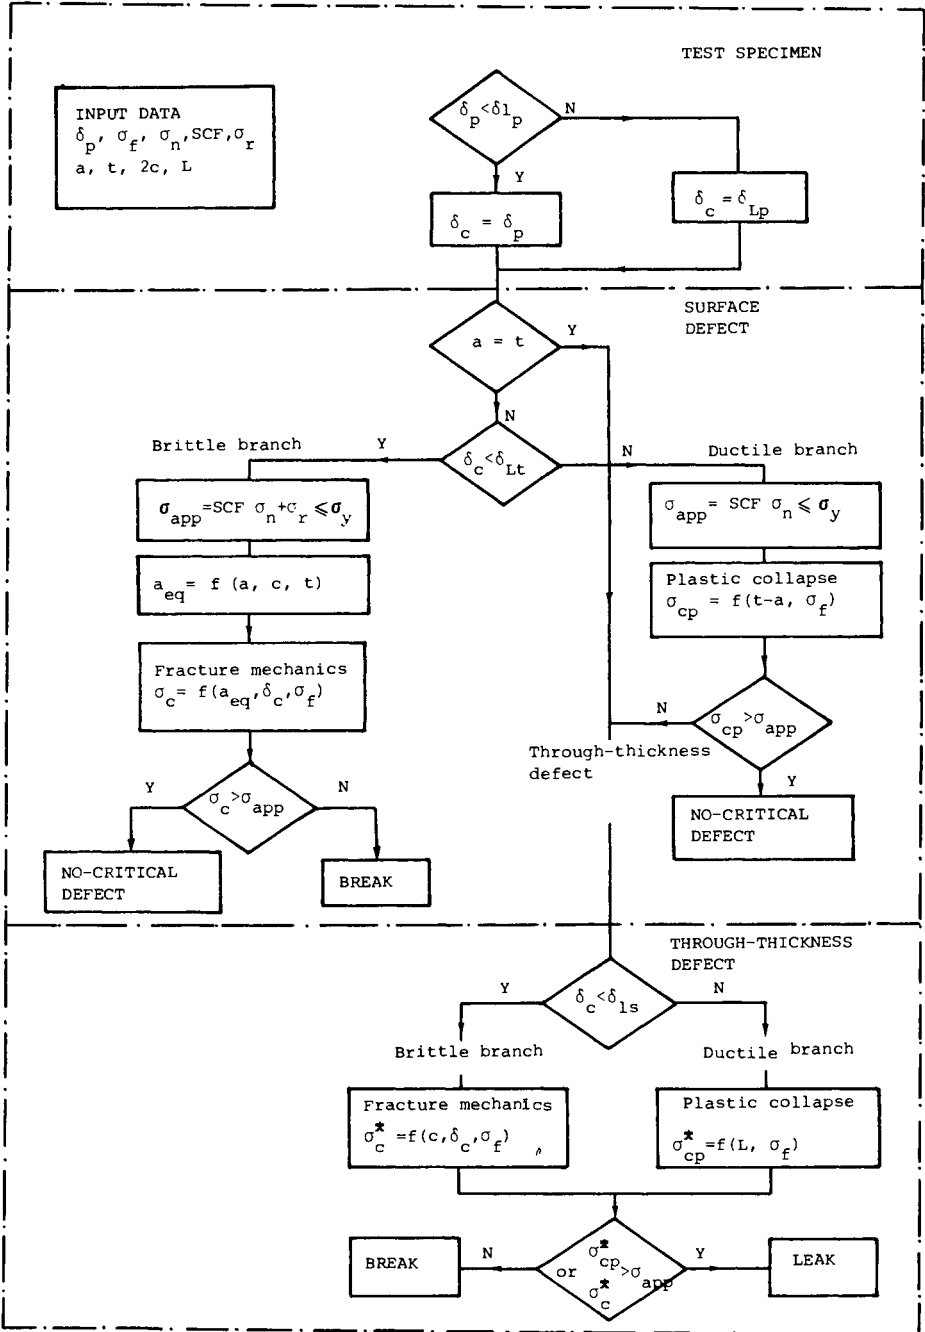 TEST SPECIMEN
INPUT DATA
δp, σf, σn,SCF,σr
a, t, 2c, L
δp<δlp
N
Y
δc = δp
δc = δLp
SURFACE
DEFECT
a = t
Y
N
Brittle branch
Y
δc<δLt
N
Ductile branch
σapp=SCF σn+σr ⩽σy
σapp= SCF σn⩽ σy
aeq= f (a, c, t)
Plastic collapse
σcp = f(t-a, σf)
Fracture mechanics
σc= f(aeq,δc,σf)
σcp>σapp
N
Y
Through-thickness
defect
σc>σapp
Y
N
NO-CRITICAL
DEFECT
BREAK
NO-CRITICAL
DEFECT
THROUGH-THICKNESS
DEFECT
δc<δls
Y
N
Brittle branch
Ductile branch
Fracture mechanics
σc*=f(c,δc,σf)
Plastic collapse
σcp*=f(L, σf)
BREAK
N
σcp*
or >σapp
σc*
Y
LEAK